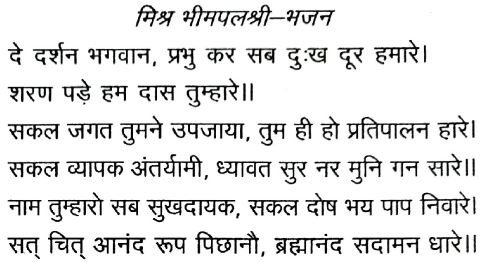 मिश्र भीमपलश्री–भजन
दे दर्शन भगवान, प्रभु कर सब दुःख दूर हमारे।
शरण पड़े हम दास तुम्हारे॥
सकल जगत तुमने उपजाया, तुम ही हो प्रतिपालन हारे।
सकल व्यापक अंतर्यामी, ध्यावत सुर नर मुनि गन सारे॥
नाम तुम्हारो सब सुखदायक, सकल दोष भय पाप निवारे।
सत् चित् आनंद रूप पिछानौ, ब्रह्मानंद सदामन धारे॥